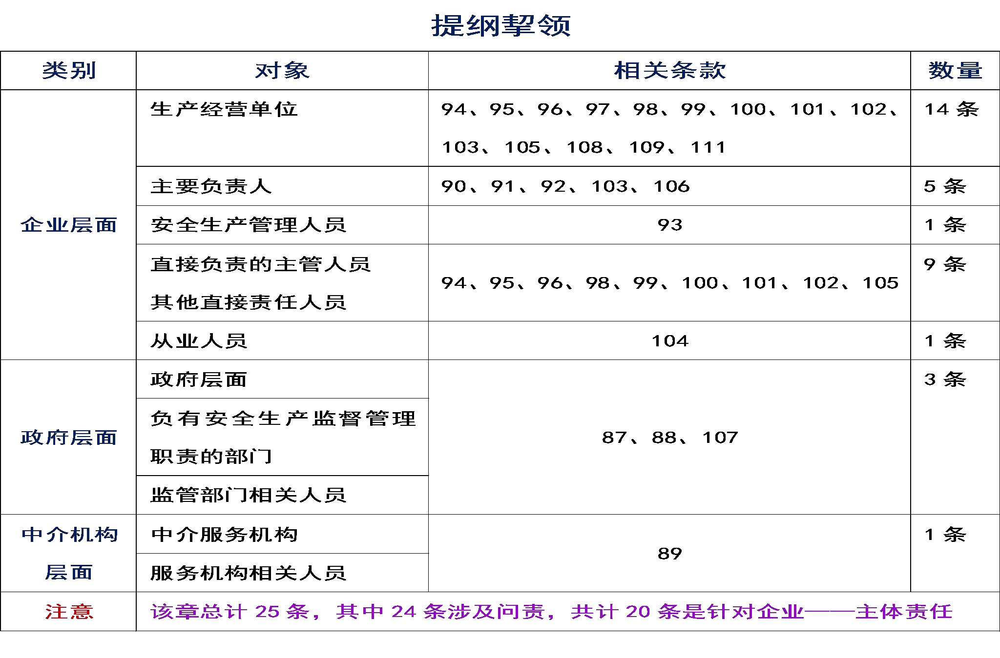 提纲挈领
类别 对象 相关条款 数量
企业层面
生产经营单位
94、95、96、97、98、99、100、101、102、
103、105、108、109、111
14 条
主要负责人
90、91、92、103、106
5 条
安全生产管理人员
93
1 条
直接负责的主管人员
其他直接责任人员
94、95、96、98、99、100、101、102、105
9 条
从业人员
104
1 条
政府层面
政府层面
负有安全生产监督管理
职责的部门
监管部门相关人员
87、88、107
3 条
中介机构
层面
中介服务机构
服务机构相关人员
89
1 条
注意
该章总计 25 条，其中 24 条涉及问责，共计 20 条是针对企业————主体责任